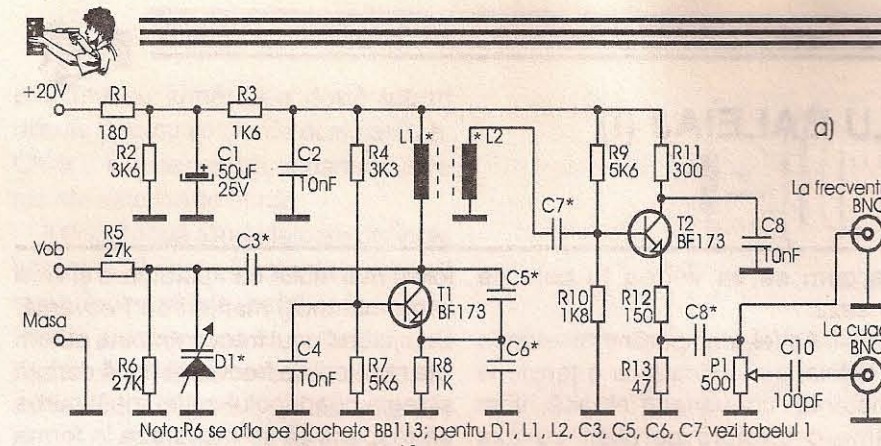 LU BALEIAJ (I
+20V
R1
180
R3
1K6
R2
3K6
C1
50uF
25V
C2
10nF
R4
3K3
L1*
* L2
R9
5K6
R11
300
a)
La frecvent
BNC
C7*
T2
BF173
C8
10nF
Vob
R5
27k
C3*
T1
BF173
C5*
R10
1K8
R12
150
C8*
La cuad
BNC
Masa
R6
27K
D1*
C4
10nF
R7
5K6
R8
1K
C6*
R13
47
P1
500
C10
100pF
Nota:R6 se afla pe placheta BB113; pentru D1, L1, L2, C3, C5, C6, C7 vezi tabelul 1